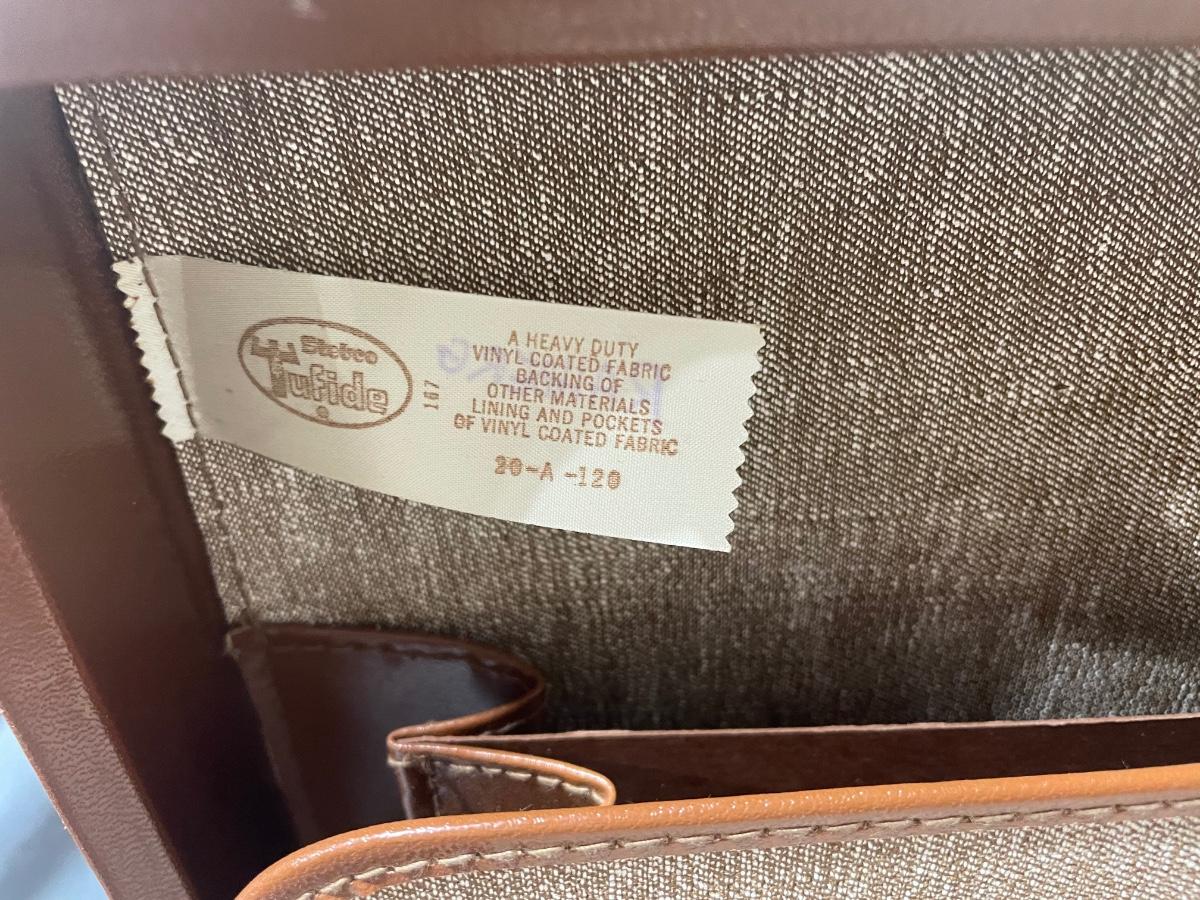 Stebco
Tufide
®
167
A HEAVY DUTY
VINYL COATED FABRIC
BACKING OF
OTHER MATERIALS
LINING AND POCKETS
OF VINYL COATED FABRIC
20-A -120